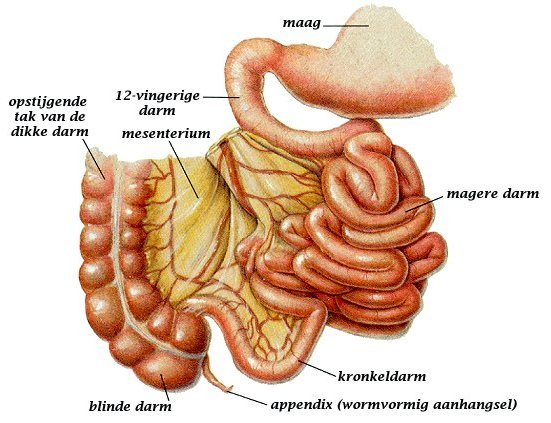 maag
12-vingerige
darm
opstijgende
tak van de
dikke darm
mesenterium
magere darm
kronkeldarm
blinde darm
appendix (wormvormig aanhangsel)